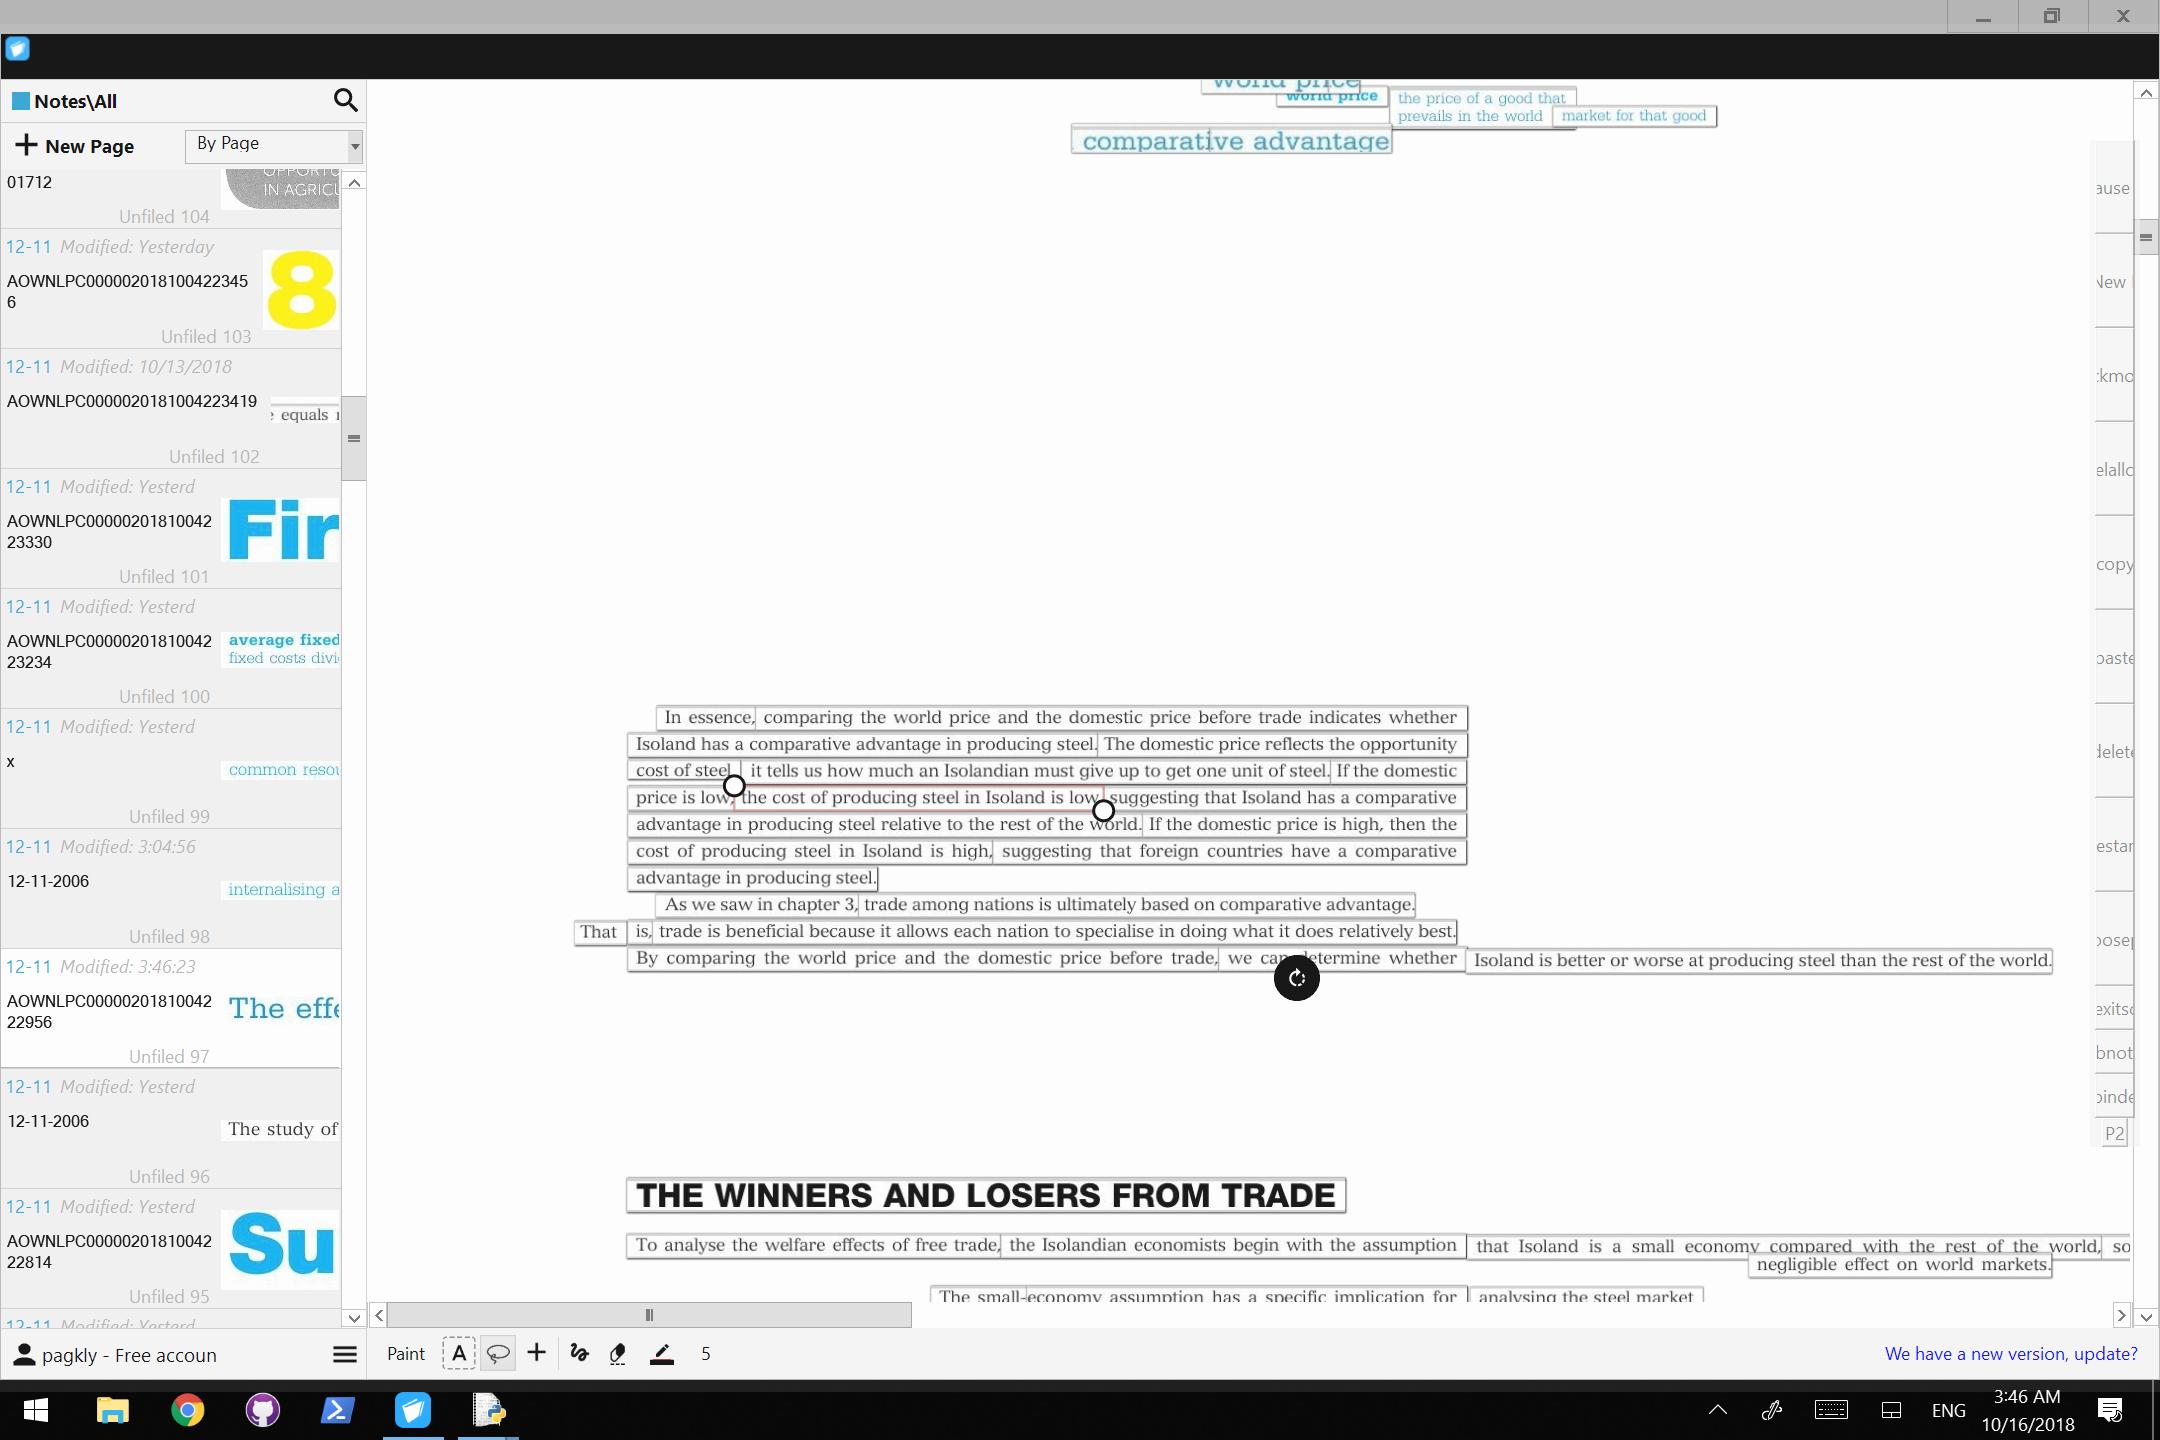 Notes\All
New Page
By Page
01712
IN AGRICU
Unfiled 104
12-11 Modified: Yesterday
AOWNLPC000002018100422345
6
8
Unfiled 103
12-11 Modified: 10/13/2018
AOWNLPC0000020181004223419
equals
Unfiled 102
12-11 Modified: Yesterd
AOWNLPC00000201810042
23330
Fir
Unfiled 101
12-11 Modified: Yesterd
AOWNLPC00000201810042
23234
average fixed
fixed costs divi
Unfiled 100
12-11 Modified: Yesterd
x
common resou
Unfiled 99
12-11 Modified: 3:04:56
12-11-2006
internalising a
Unfiled 98
12-11 Modified: 3:46:23
AOWNLPC00000201810042
22956
The effe
Unfiled 97
12-11 Modified: Yesterd
12-11-2006
The study of
Unfiled 96
12-11 Modified: Yesterd
AOWNLPC00000201810042
22814
Su
Unfiled 95
12-11 Modified: Yesterd
pagkly - Free accoun
world price
world price
the price of a good that
prevails in the world
market for that good
comparative advantage
In essence, comparing the world price and the domestic price before trade indicates whether
Isoland has a comparative advantage in producing steel. The domestic price reflects the opportunity
cost of steel it tells us how much an Isolandian must give up to get one unit of steel. If the domestic
price is low, the cost of producing steel in Isoland is low, suggesting that Isoland has a comparative
advantage in producing steel relative to the rest of the world. If the domestic price is high, then the
cost of producing steel in Isoland is high, suggesting that foreign countries have a comparative
advantage in producing steel.
As we saw in chapter 3, trade among nations is ultimately based on comparative advantage.
That is, trade is beneficial because it allows each nation to specialise in doing what it does relatively best.
By comparing the world price and the domestic price before trade, we can determine whether Isoland is better or worse at producing steel than the rest of the world.
THE WINNERS AND LOSERS FROM TRADE
To analyse the welfare effects of free trade, the Isolandian economists begin with the assumption that Isoland is a small economy compared with the rest of the world, so
negligible effect on world markets.
The small-economy assumption has a specific implication for analysing the steel market
ause
New
ckmo
elallc
copy
paste
delete
estar
exits
bnot
P2
Paint
A
5
We have a new version, update?
ENG
3:46 AM
10/16/2018